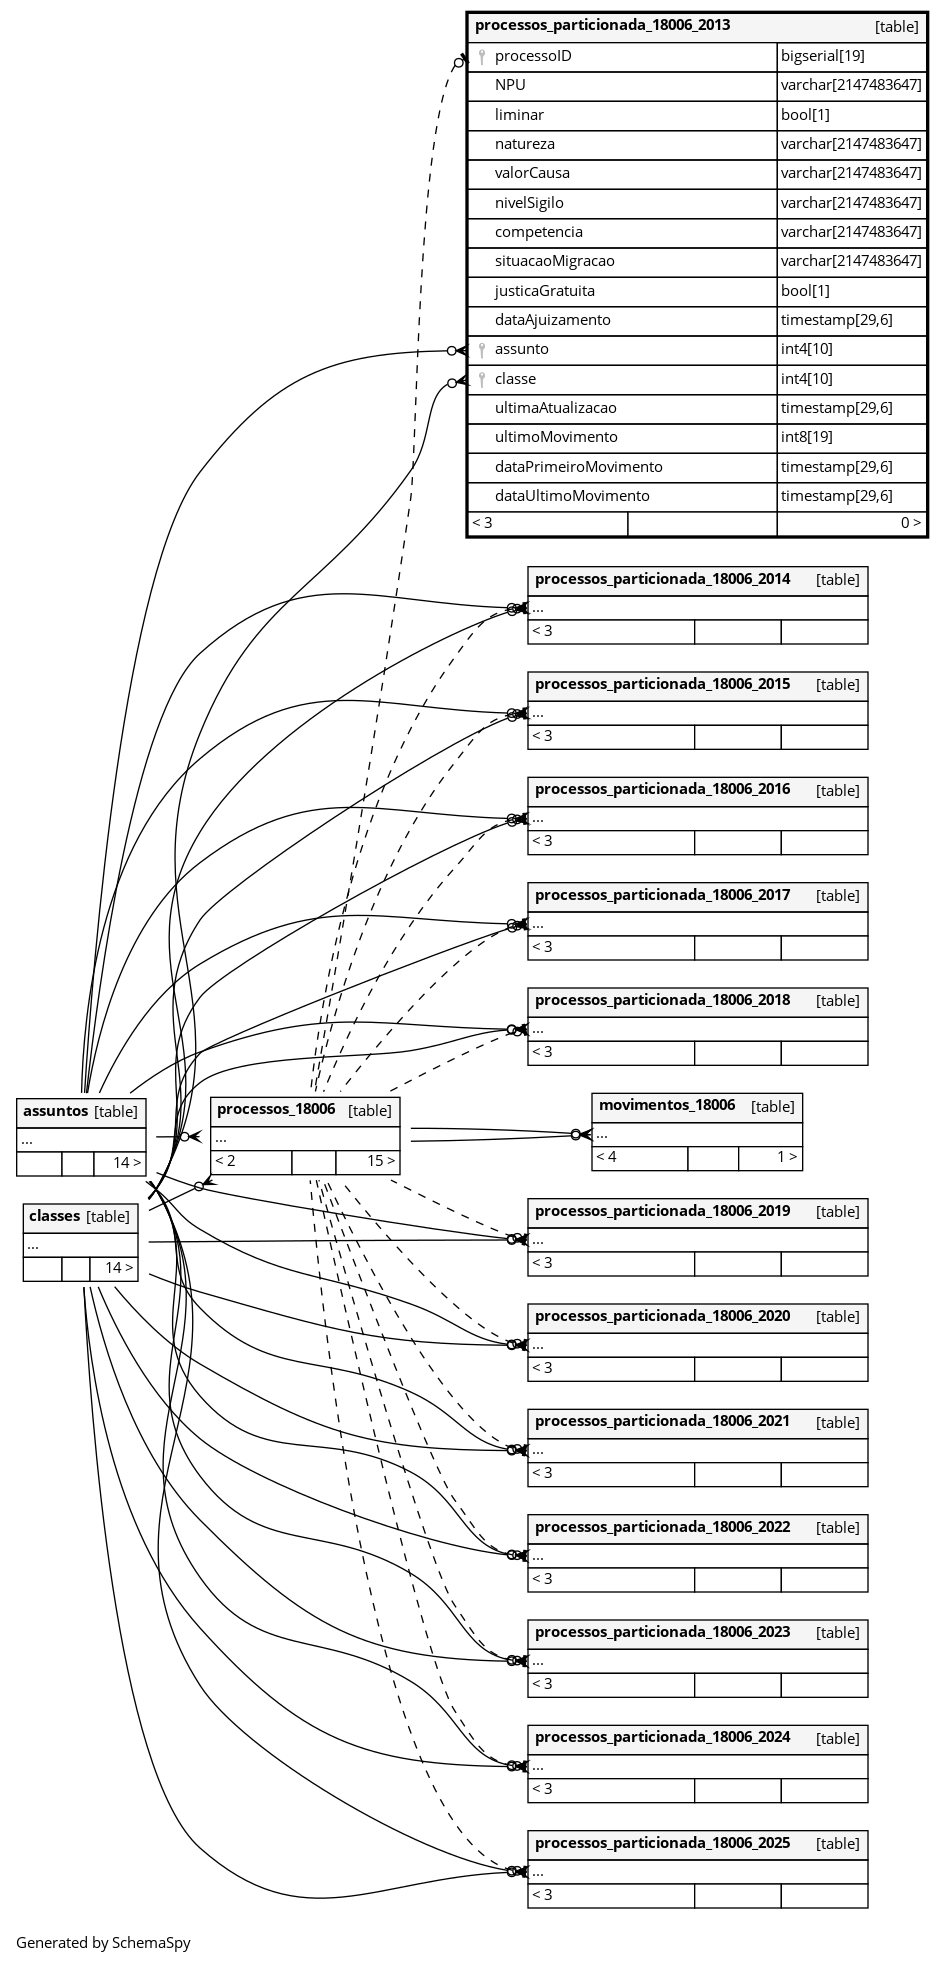 processos_particionada_18006_2013 [table]
processoID bigserial[19]
NPU varchar[2147483647]
liminar bool[1]
natureza varchar[2147483647]
valorCausa varchar[2147483647]
nivelSigilo varchar[2147483647]
competencia varchar[2147483647]
situacaoMigracao varchar[2147483647]
justicaGratuita bool[1]
dataAjuizamento timestamp[29,6]
assunto int4[10]
classe int4[10]
ultimaAtualizacao timestamp[29,6]
ultimoMovimento int8[19]
dataPrimeiroMovimento timestamp[29,6]
dataUltimoMovimento timestamp[29,6]
< 3 0 >
processos_particionada_18006_2014 [table]
...
< 3
processos_particionada_18006_2015 [table]
...
< 3
processos_particionada_18006_2016 [table]
...
< 3
processos_particionada_18006_2017 [table]
...
< 3
processos_particionada_18006_2018 [table]
...
< 3
assuntos [table]
...
14 >
processos_18006 [table]
...
< 2 15 >
movimentos_18006 [table]
...
< 4 1 >
classes [table]
...
14 >
processos_particionada_18006_2019 [table]
...
< 3
processos_particionada_18006_2020 [table]
...
< 3
processos_particionada_18006_2021 [table]
...
< 3
processos_particionada_18006_2022 [table]
...
< 3
processos_particionada_18006_2023 [table]
...
< 3
processos_particionada_18006_2024 [table]
...
< 3
processos_particionada_18006_2025 [table]
...
< 3
Generated by SchemaSpy